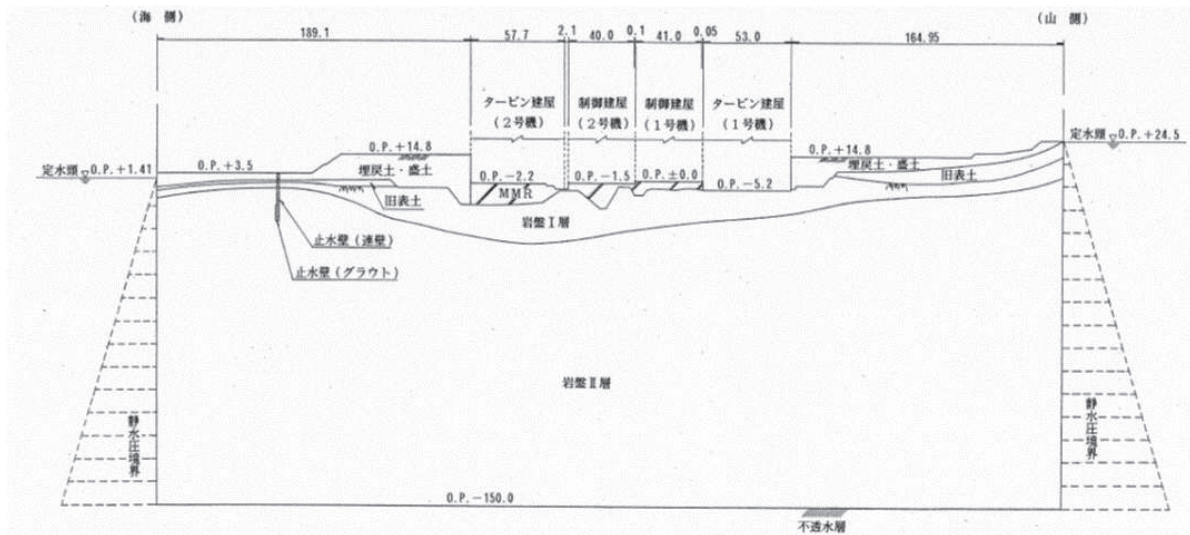 (海 側)
(山 側)
189.1
57.7
2.1
40.0
0.1
41.0
0.05
53.0
164.95
タービン建屋
(2号機)
制御建屋
(2号機)
制御建屋
(1号機)
タービン建屋
(1号機)
定水頭 O.P.+1.41
O.P.+3.5
O.P.+14.8
埋戻土・盛土
O.P.-2.2
MMR
O.P.-1.5
O.P.±0.0
O.P.-5.2
O.P.+14.8
埋戻土・盛土
旧表土
定水頭 O.P.+24.5
旧表土
岩盤Ⅰ層
止水壁(連壁)
止水壁(グラウト)
岩盤Ⅱ層
静水圧境界
静水圧境界
O.P.-150.0
不透水層